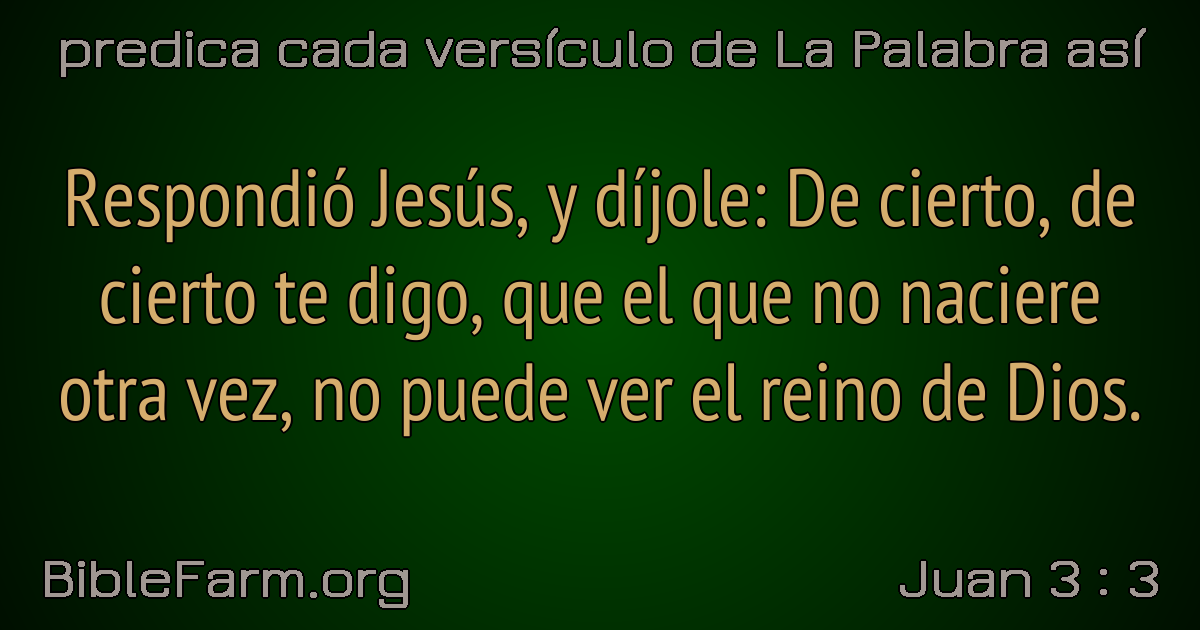 predica cada versículo de La Palabra así
Respondió Jesús, y díjole: De cierto, de
cierto te digo, que el que no naciere
otra vez, no puede ver el reino de Dios.
BibleFarm.org
Juan 3 : 3